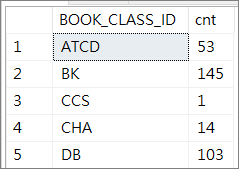 BOOK_CLASS_ID cnt
1 ATCD 53
2 BK 145
3 CCS 1
4 CHA 14
5 DB 103